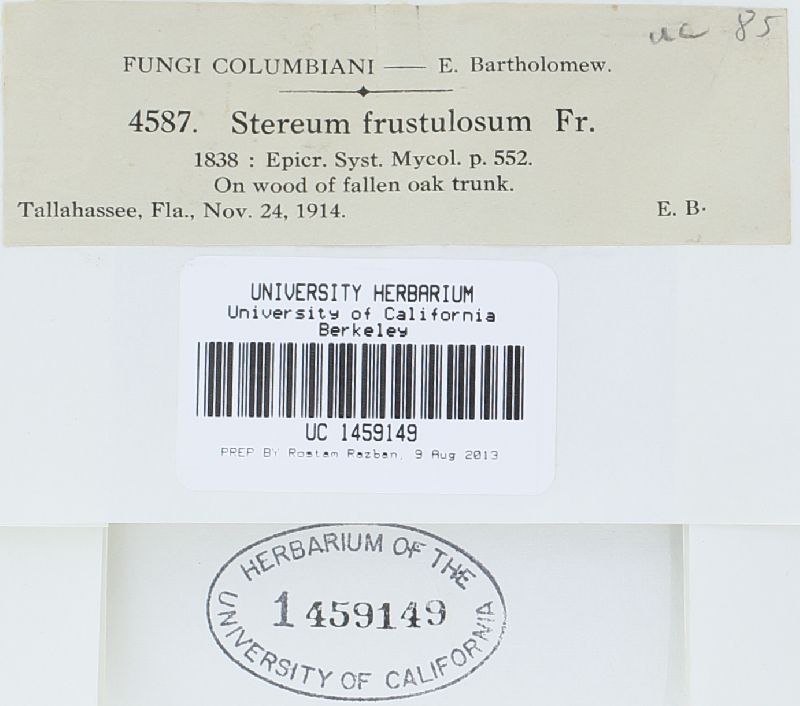 uc 85
FUNGI COLUMBIANI — E. Bartholomew.
4587. Stereum frustulosum Fr.
1838 : Epicr. Syst. Mycol. p. 552.
On wood of fallen oak trunk.
Tallahassee, Fla., Nov. 24, 1914. E. B.
UNIVERSITY HERBARIUM
University of California
Berkeley
UC 1459149
PREP BY Rostam Razban, 9 Aug 2013
HERBARIUM OF THE
1459149
UNIVERSITY OF CALIFORNIA